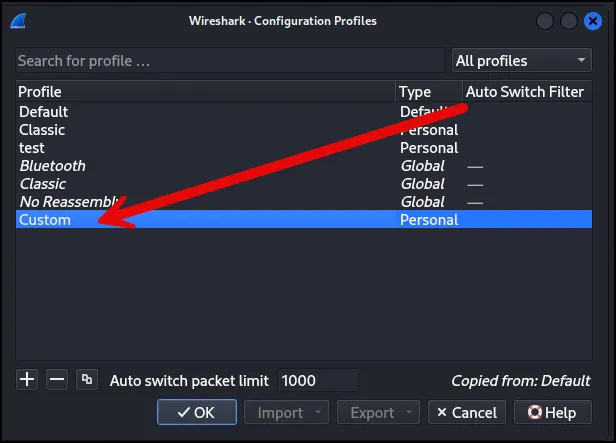 Wireshark · Configuration Profiles
Search for profile …
All profiles
Profile Type Auto Switch Filter
Default Default
Classic Personal
test Personal
Bluetooth Global —
Classic Global —
No Reassembly Global —
Custom Personal
Auto switch packet limit 1000 Copied from: Default
OK Import Export Cancel Help